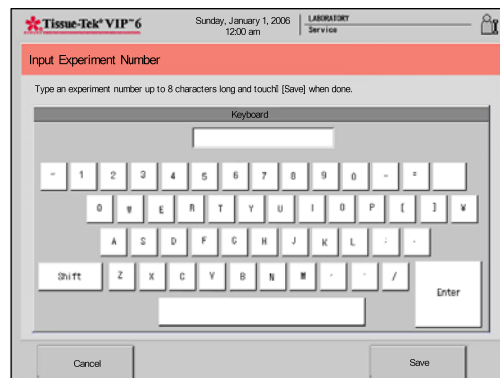 Tissue-Tek® VIP™ 6
Sunday, January 1, 2006
12:00 am
LABORATORY
Service
Input Experiment Number
Type an experiment number up to 8 characters long and touchî [Save] when done.
Keyboard
~ 1 2 3 4 5 6 7 8 9 0 - =
Q W E R T Y U I O P [ ] ¥
A S D F G H J K L ; .
Shift Z X C V B N M /
Enter
Cancel
Save